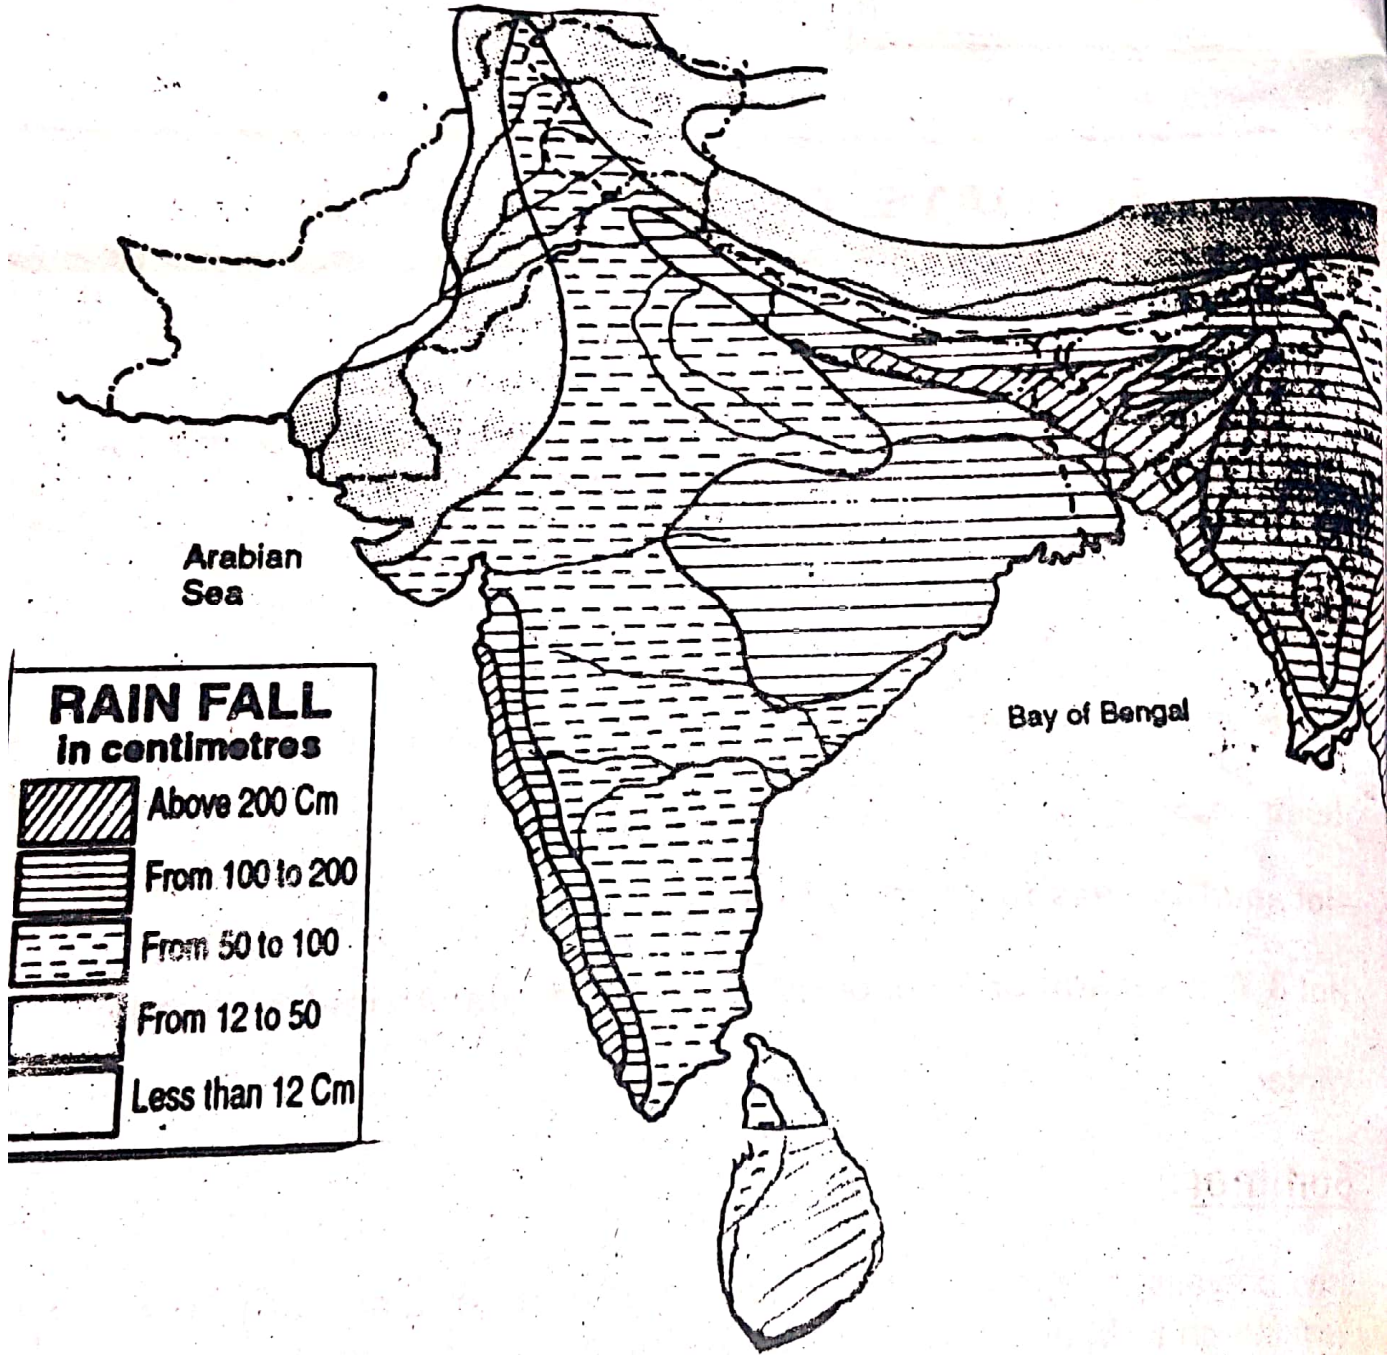 Arabian
Sea
Bay of Bengal
RAIN FALL
in centimetres
Above 200 Cm
From 100 to 200
From 50 to 100
From 12 to 50
Less than 12 Cm